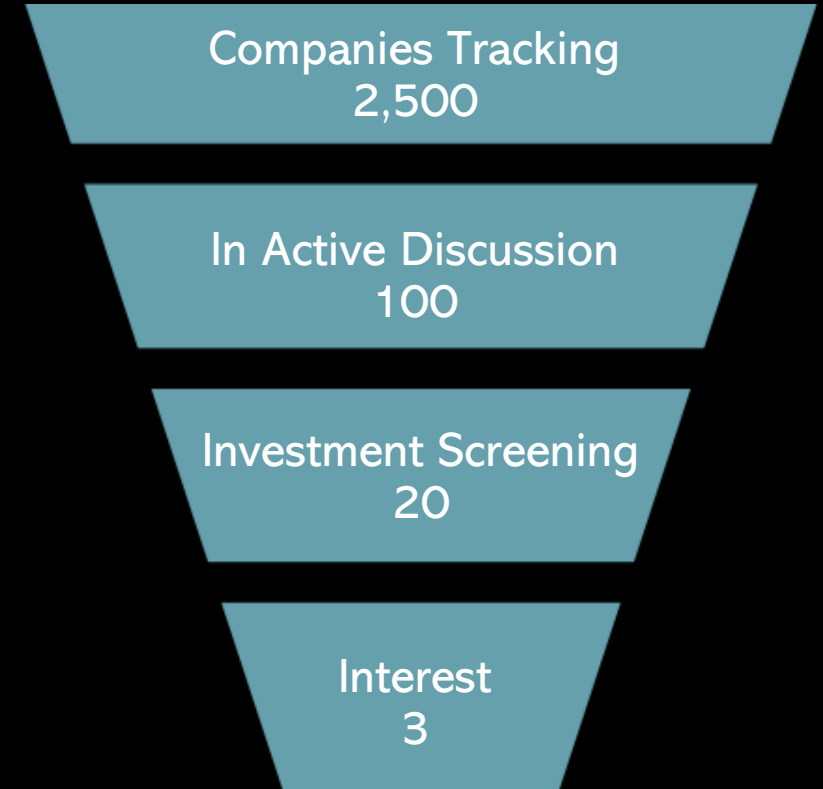 Companies Tracking
2,500
In Active Discussion
100
Investment Screening
20
Interest
3